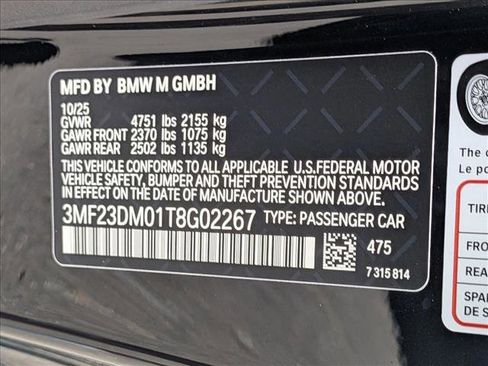 MFD BY BMW M GMBH
10/25
GVWR 4751 lbs 2155 kg
GAWR FRONT 2370 lbs 1075 kg
GAWR REAR 2502 lbs 1135 kg
THIS VEHICLE CONFORMS TO ALL APPLICABLE U.S.FEDERAL MOTOR
VEHICLE SAFETY, BUMPER AND THEFT PREVENTION STANDARDS
IN EFFECT ON THE DATE OF MANUFACTURE SHOWN ABOVE.
3MF23DM01T8G02267 TYPE: PASSENGER CAR
475
7 315 814
The c
Le po
TIRE
FRO
REA
SPA
DE S